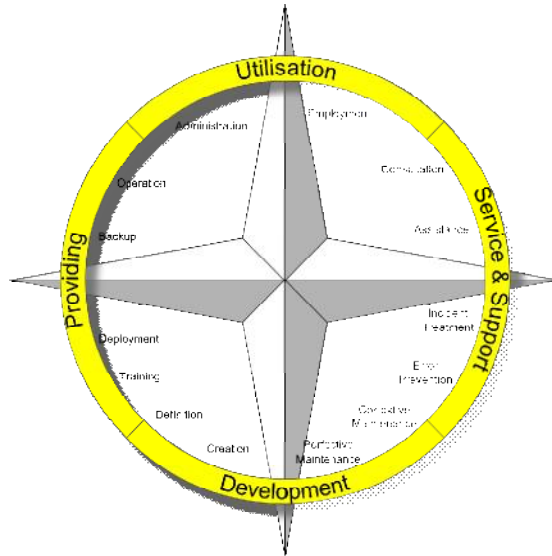 Utilisation
Employment
Administration
Consultation
Operation
Service & Support
Assistance
Backup
Providing
Incident
Treatment
Deployment
Error
Prevention
Training
Corrective
Maintenance
Definition
Perfective
Maintenance
Creation
Development